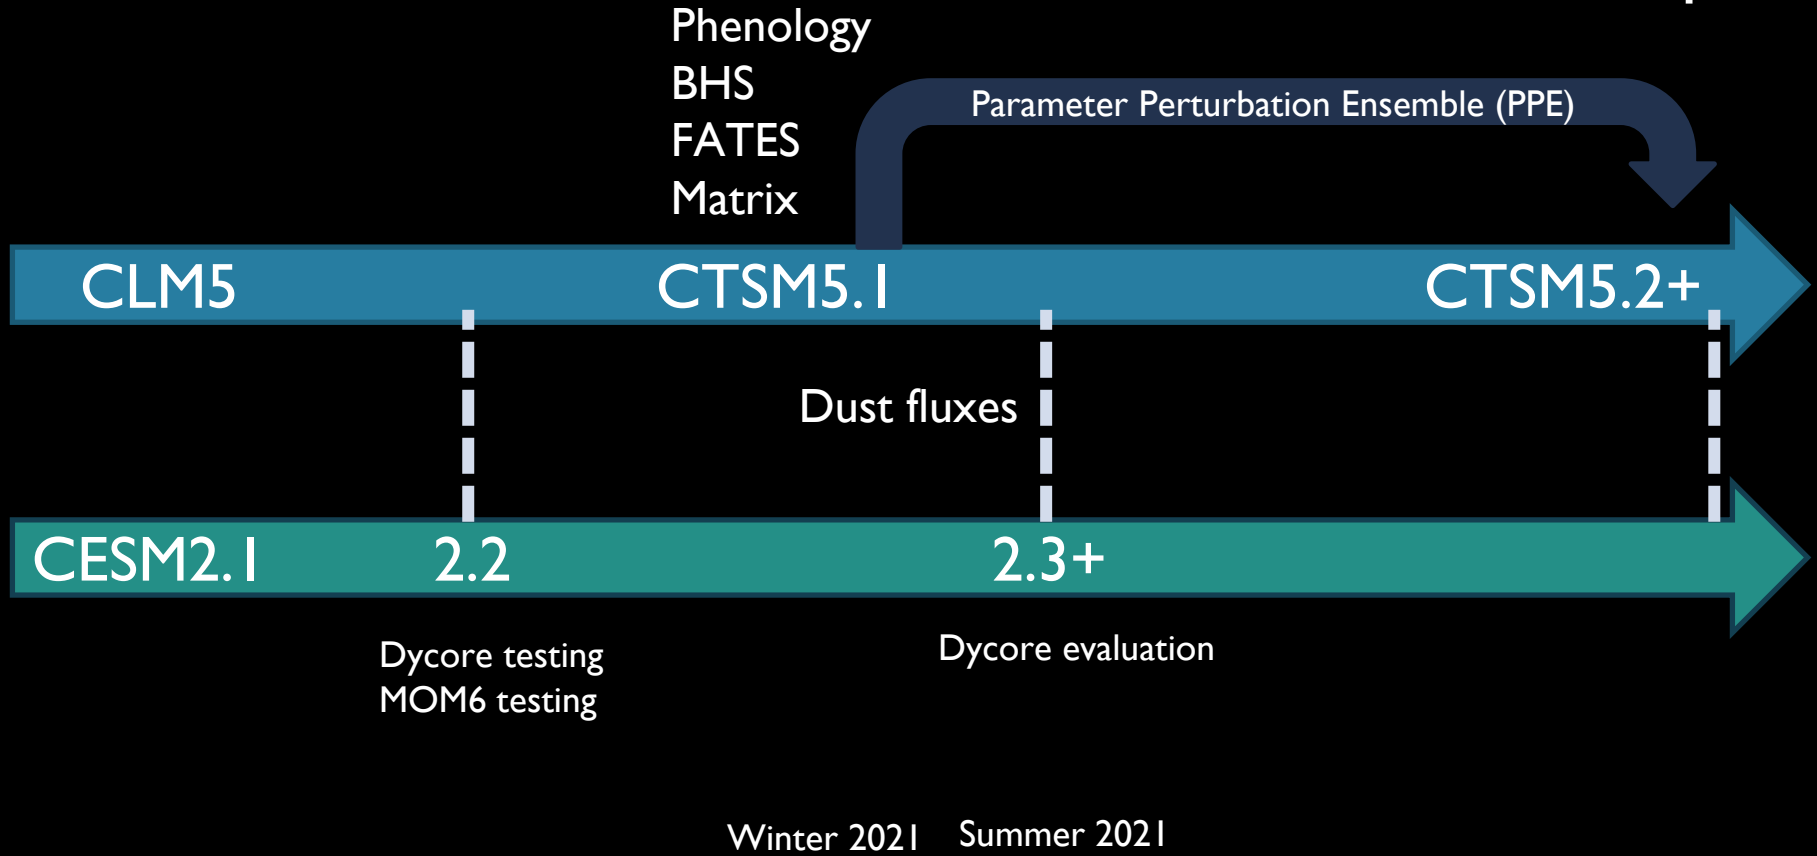 Phenology
BHS
FATES
Matrix
Parameter Perturbation Ensemble (PPE)
CLM5
CTSM5.1
CTSM5.2+
Dust fluxes
CESM2.1
2.2
2.3+
Dycore testing
MOM6 testing
Dycore evaluation
Winter 2021
Summer 2021